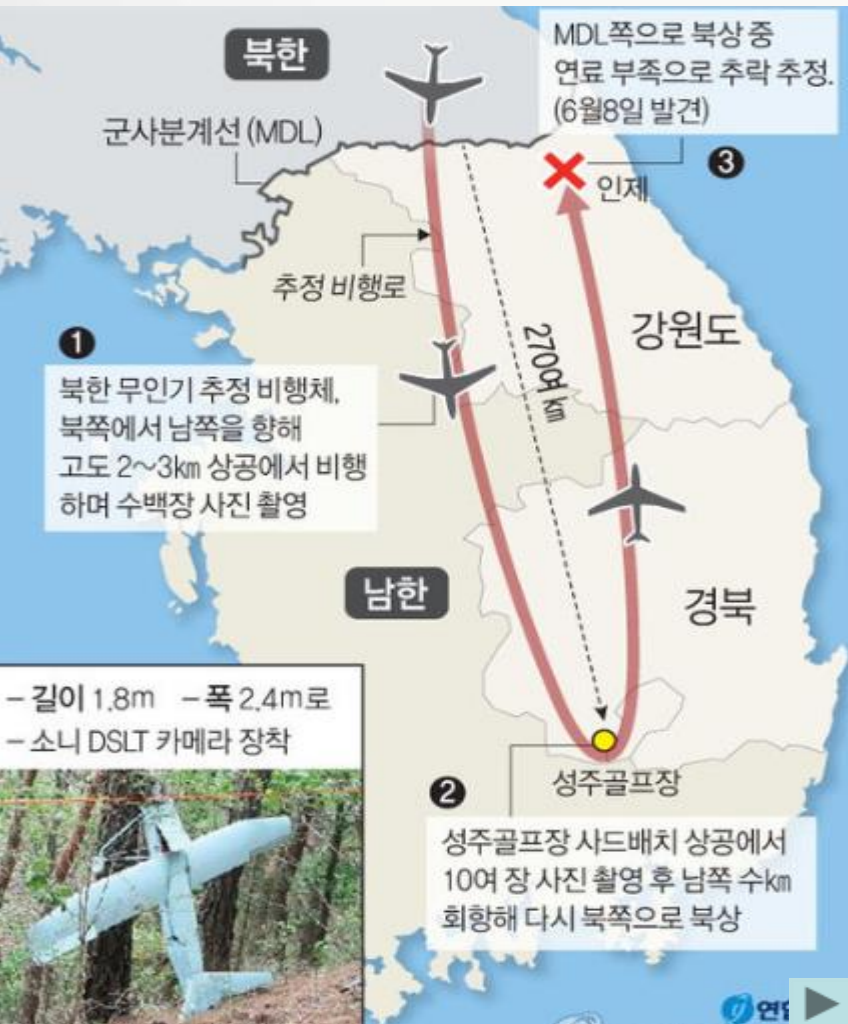 북한
MDL쪽으로 북상 중
연료 부족으로 추락 추정.
(6월8일 발견)
군사분계선 (MDL)
❸
인제
추정 비행로
270여 ㎞
강원도
❶
북한 무인기 추정 비행체,
북쪽에서 남쪽을 향해
고도 2～3㎞ 상공에서 비행
하며 수백장 사진 촬영
남한
경북
– 길이 1.8m – 폭 2.4m로
– 소니 DSLT 카메라 장착
성주골프장
❷
성주골프장 사드배치 상공에서
10여 장 사진 촬영 후 남쪽 수㎞
회항해 다시 북쪽으로 북상